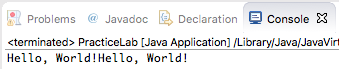 Problems @ Javadoc Declaration Console
<terminated> PracticeLab [Java Application] /Library/Java/JavaVirt
Hello, World!Hello, World!